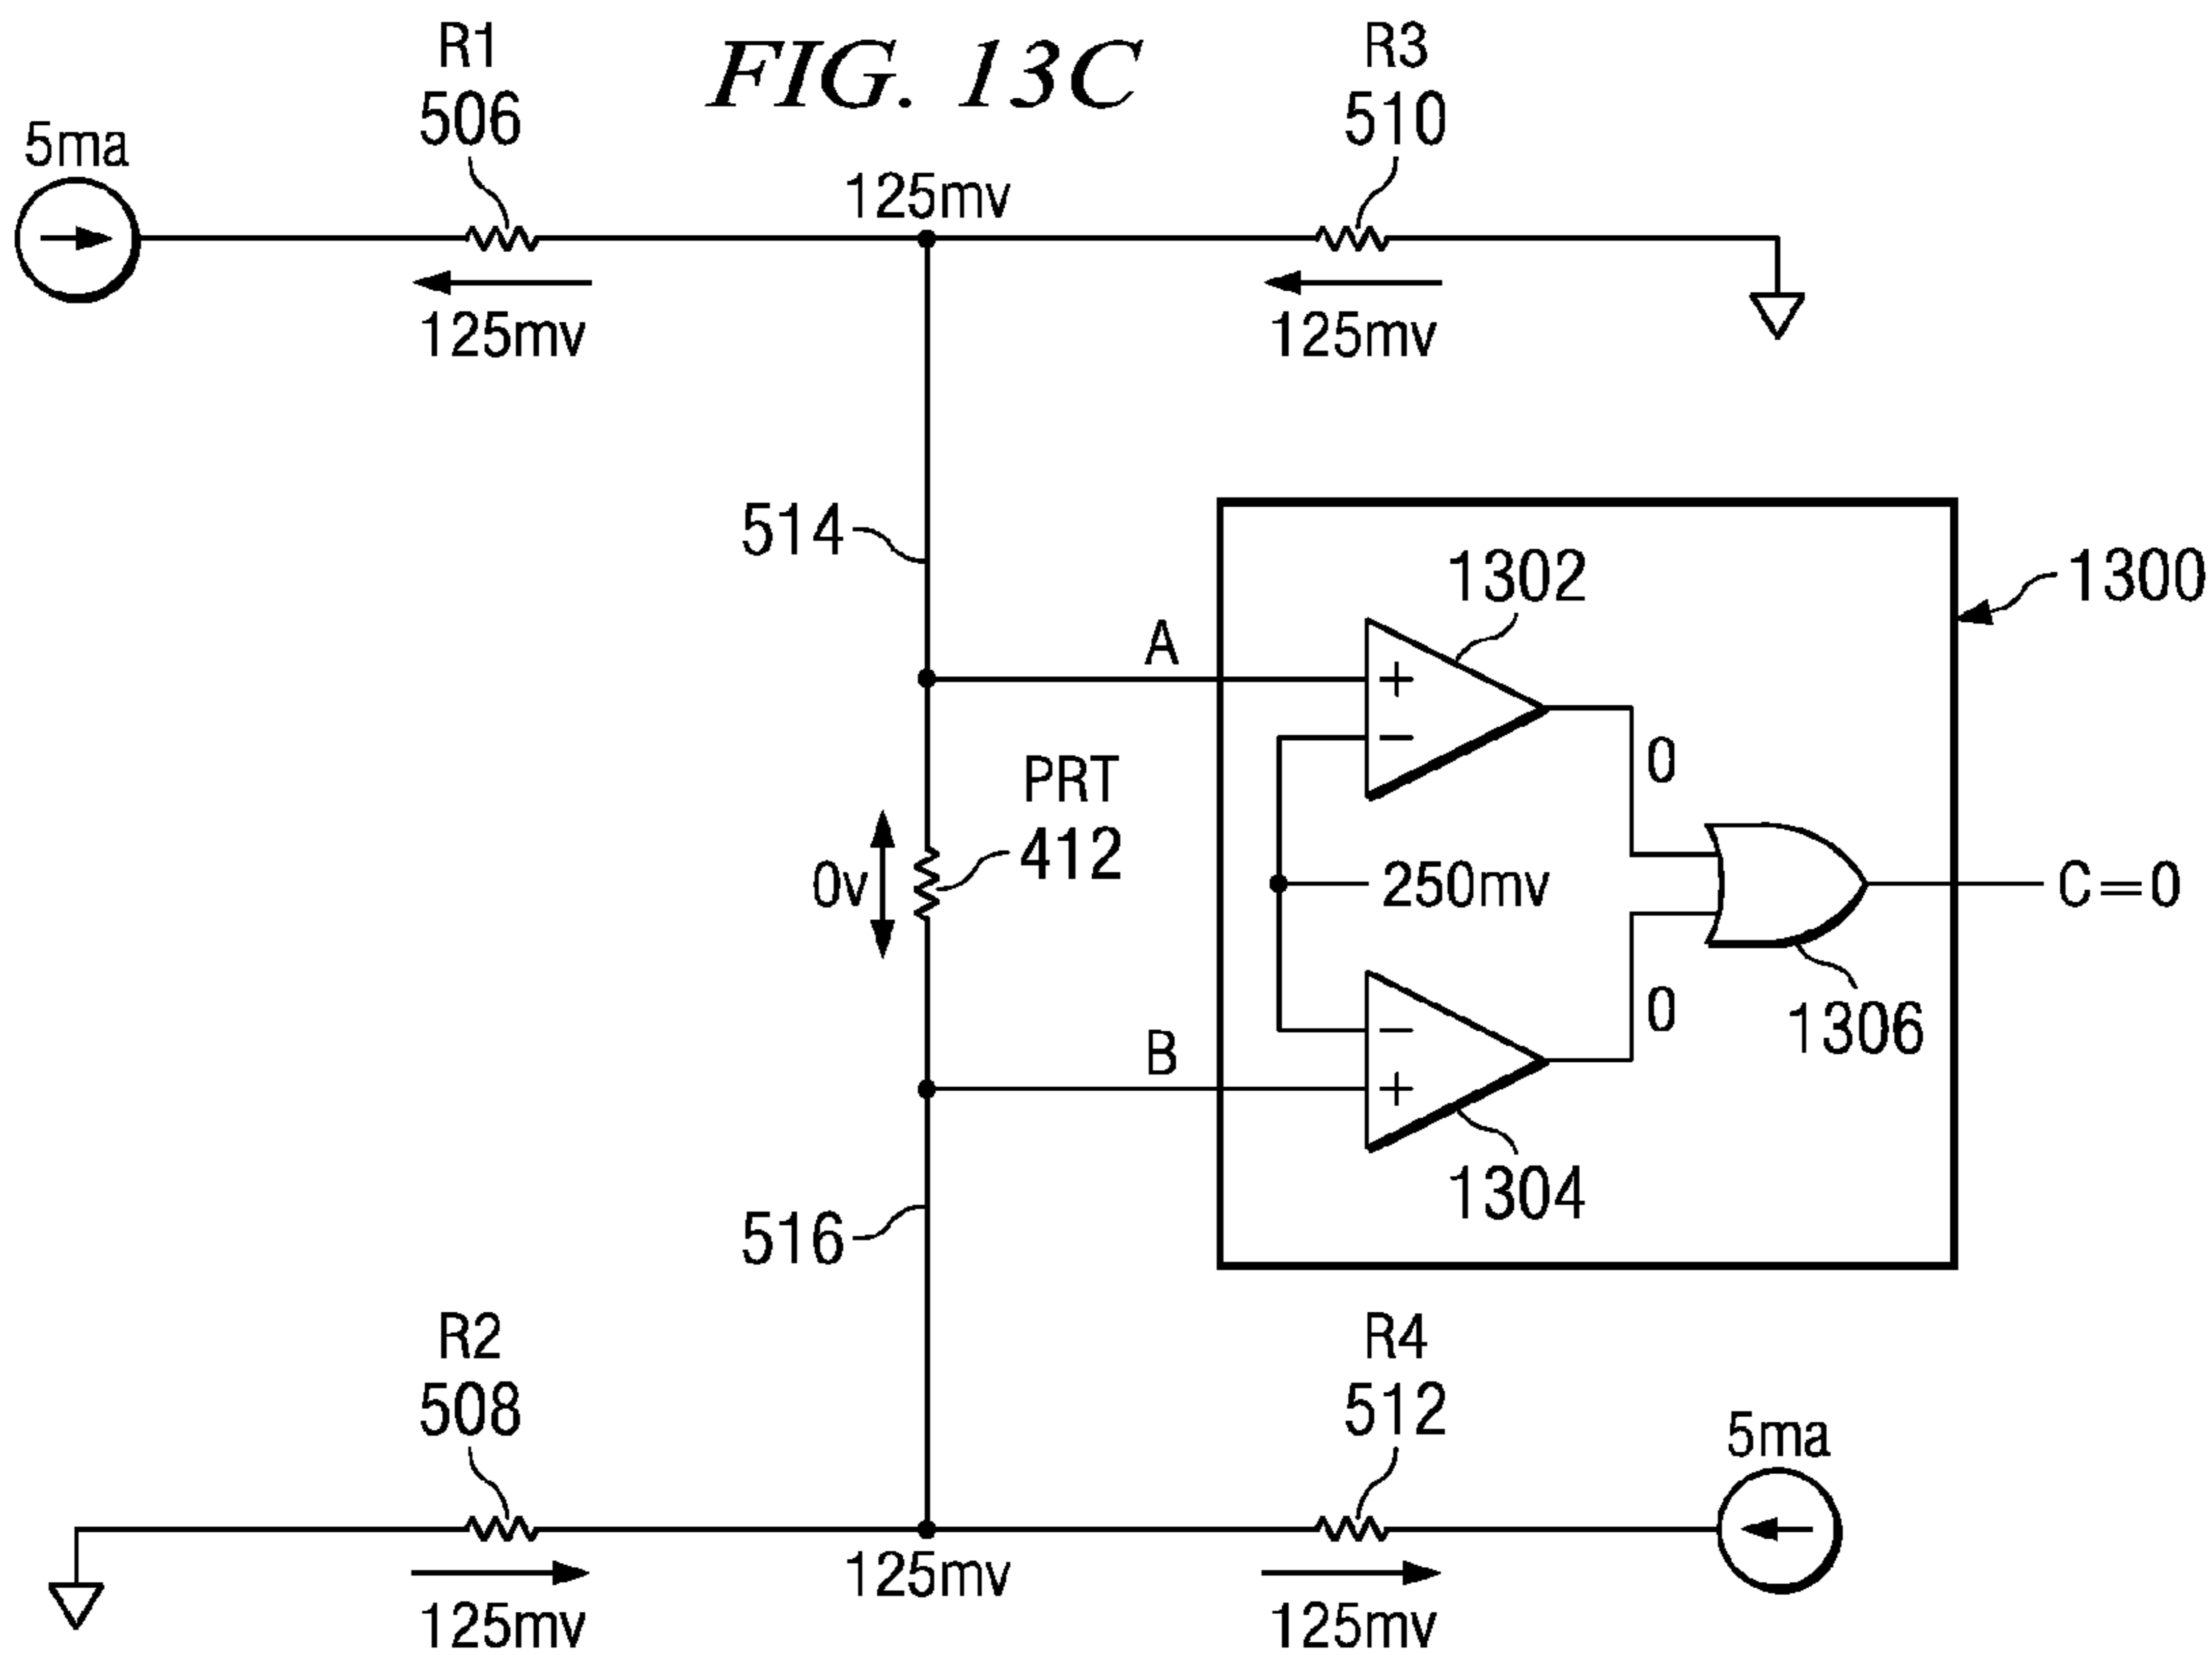 FIG. 13C
R1
506
R3
510
5ma
125mv
125mv
125mv
514
1302
1300
A
+
−
0
PRT
412
0v
250mv
C=0
−
+
0
1306
B
1304
516
R2
508
R4
512
5ma
125mv
125mv
125mv